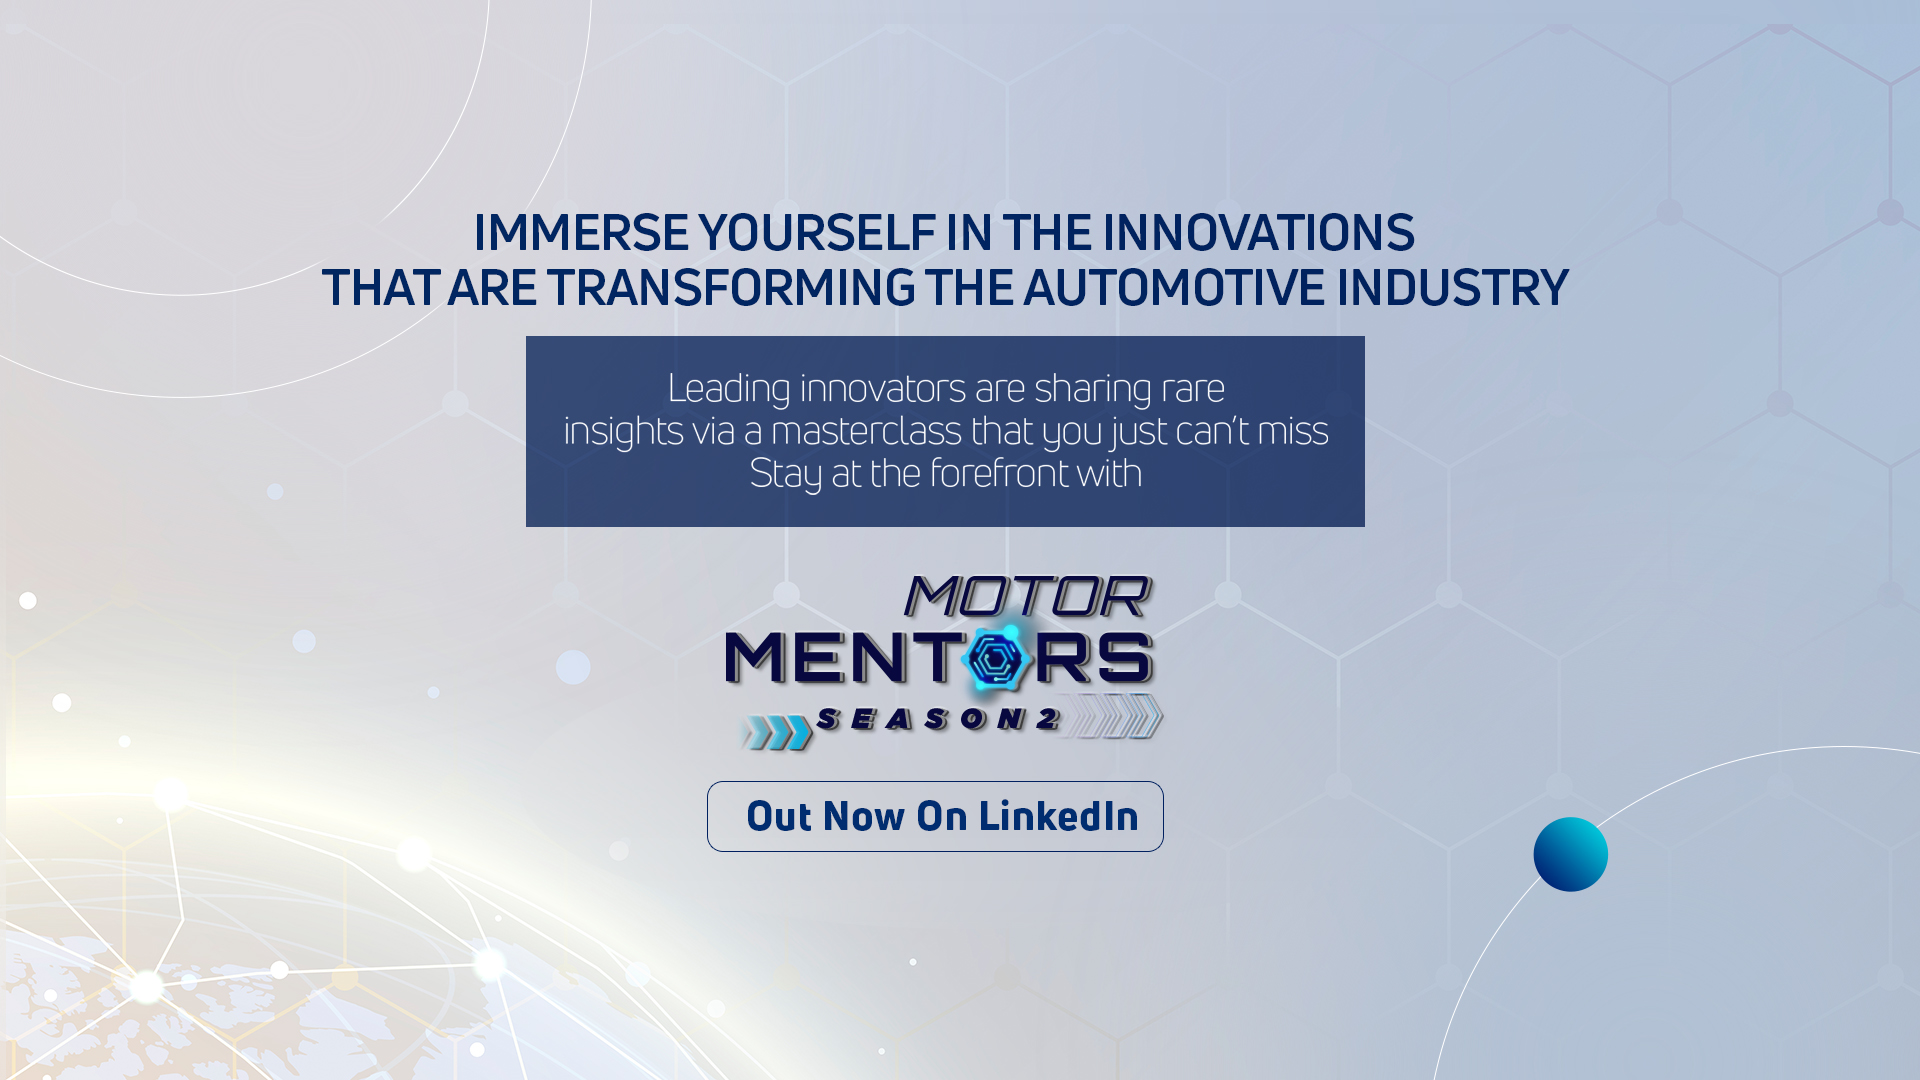 IMMERSE YOURSELF IN THE INNOVATIONS
THAT ARE TRANSFORMING THE AUTOMOTIVE INDUSTRY
Leading innovators are sharing rare
insights via a masterclass that you just can't miss
Stay at the forefront with
MOTOR
MENTORS
SEASON 2
Out Now On LinkedIn